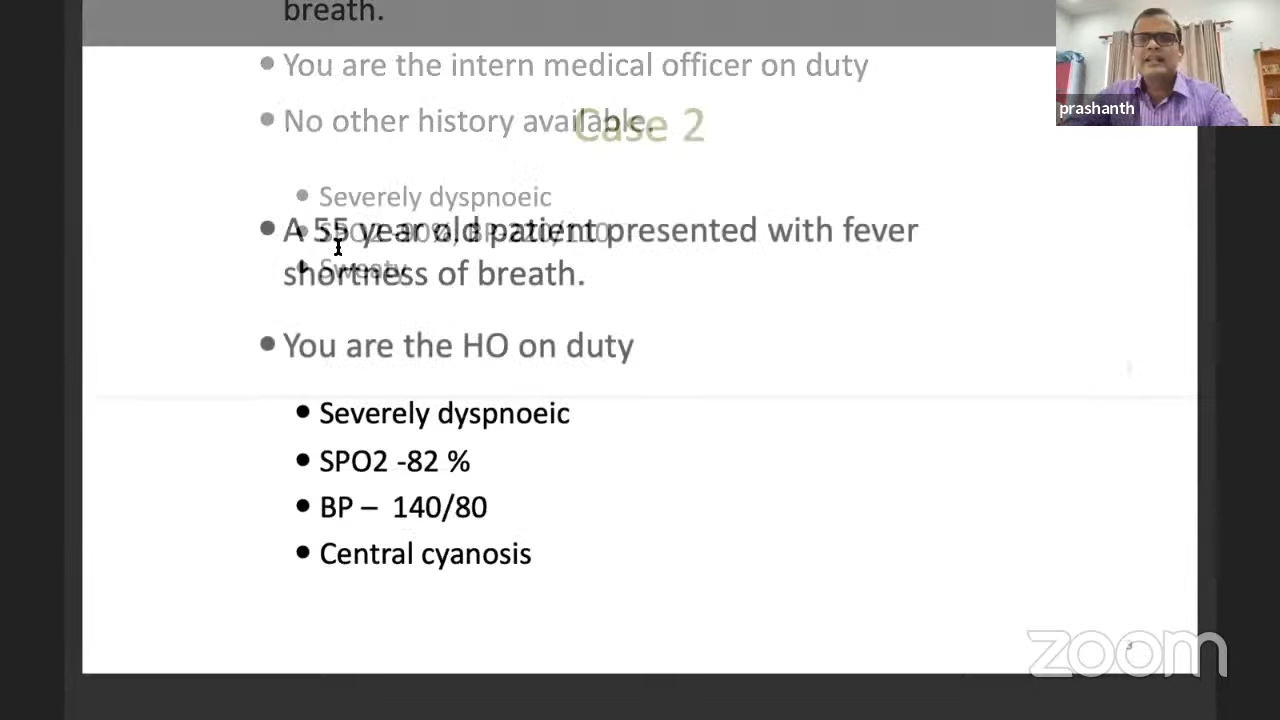 breath.
• You are the intern medical officer on duty
prashanth
• No other history available.
Case 2
• Severely dyspnoeic
• A 55 year old patient presented with fever
• Sweaty
shortness of breath.
• You are the HO on duty
• Severely dyspnoeic
• SPO2 -82 %
• BP – 140/80
• Central cyanosis
zoom
3